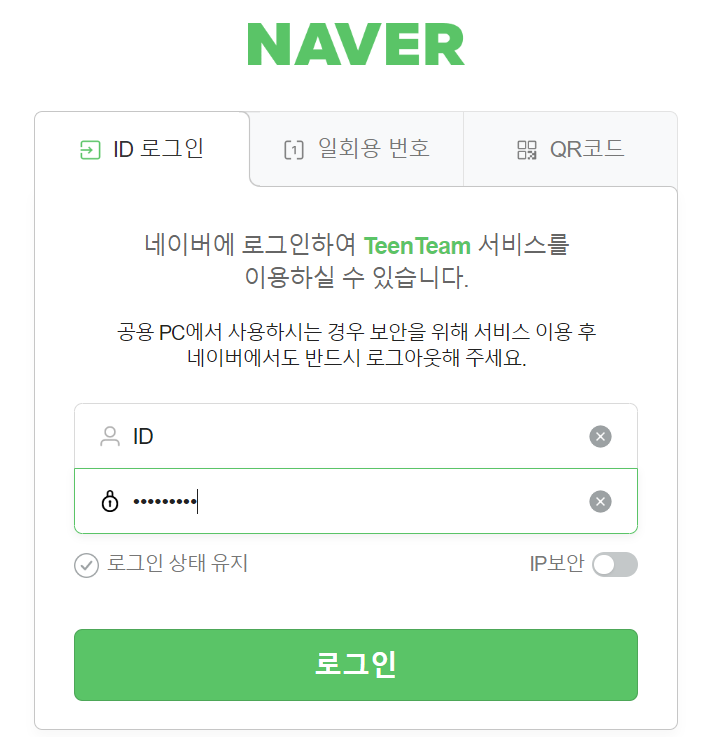 NAVER
ID 로그인
1 일회용 번호
QR코드
네이버에 로그인하여 TeenTeam 서비스를
이용하실 수 있습니다.
공용 PC에서 사용하시는 경우 보안을 위해 서비스 이용 후
네이버에서도 반드시 로그아웃해 주세요.
ID
•••••••••
로그인 상태 유지
IP보안
로그인